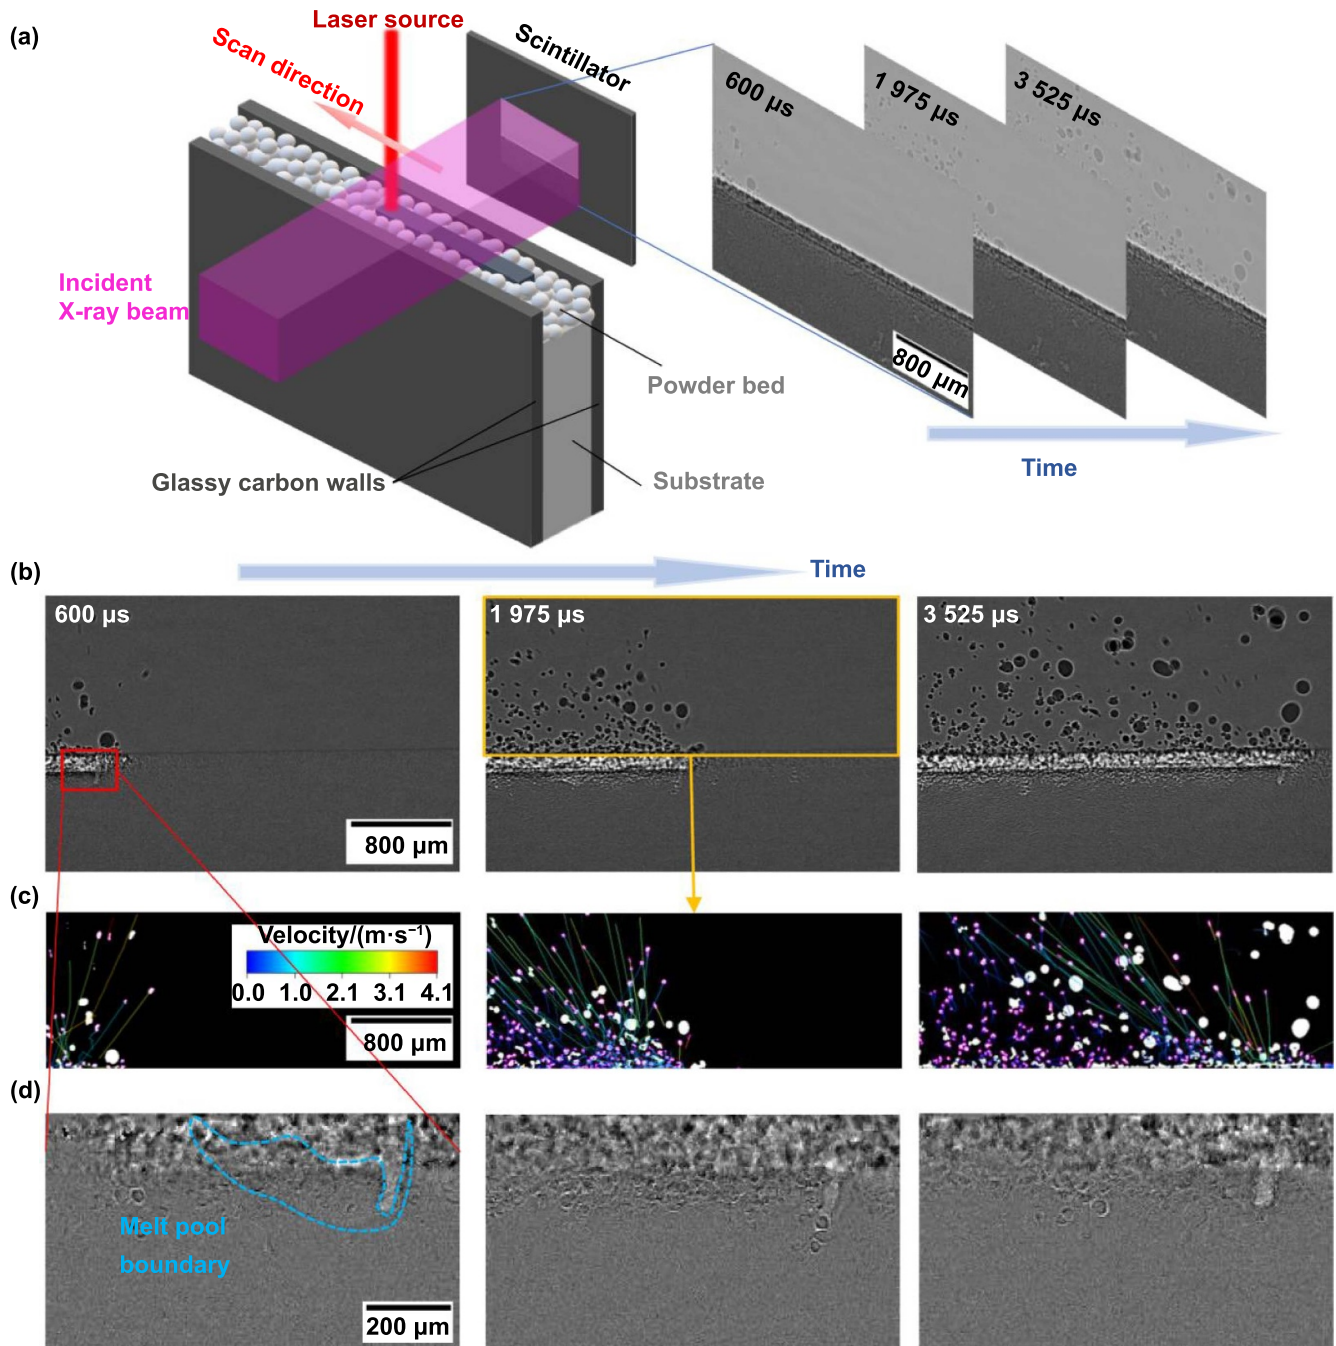 (a)
Laser source
Scan direction
Scintillator
600 µs
1 975 µs
3 525 µs
Incident
X-ray beam
800 µm
Powder bed
Glassy carbon walls
Substrate
Time
(b)
Time
600 µs
1 975 µs
3 525 µs
800 µm
(c)
Velocity/(m·s⁻¹)
0.0 1.0 2.1 3.1 4.1
800 µm
(d)
Melt pool
boundary
200 µm